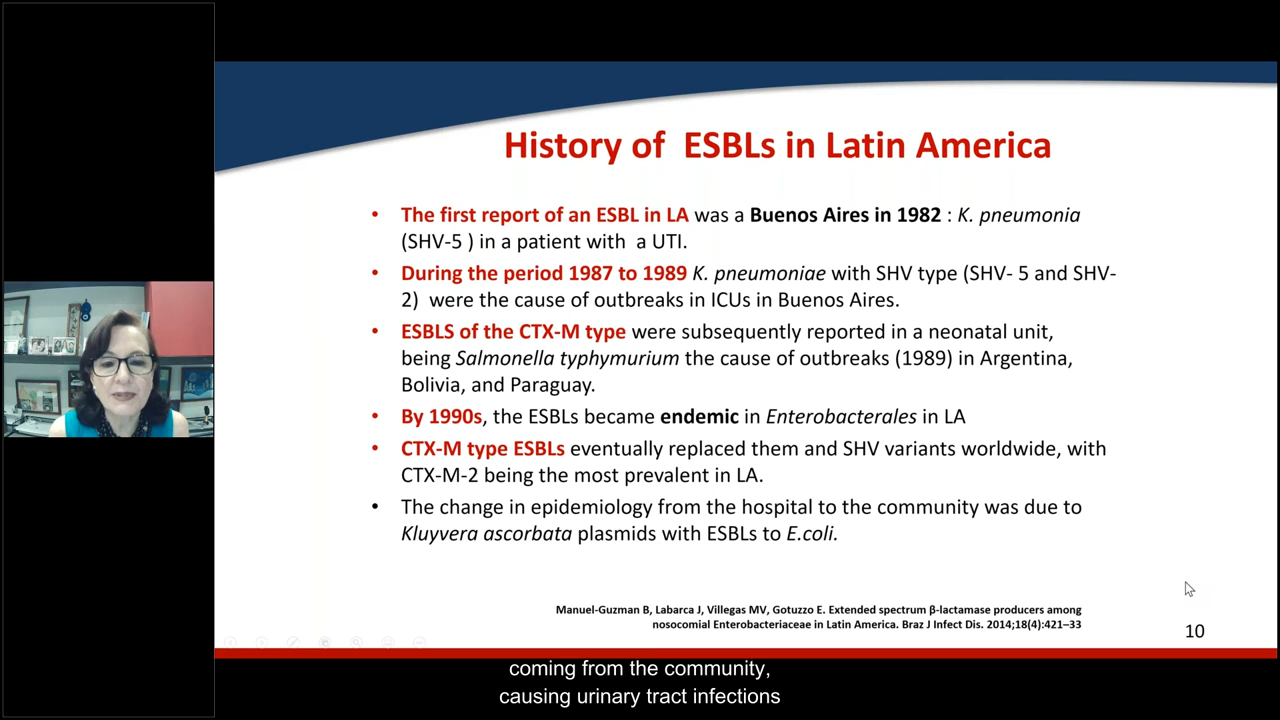 History of ESBLs in Latin America
• The first report of an ESBL in LA was a Buenos Aires in 1982 : K. pneumonia
(SHV-5 ) in a patient with a UTI.
• During the period 1987 to 1989 K. pneumoniae with SHV type (SHV- 5 and SHV-
2) were the cause of outbreaks in ICUs in Buenos Aires.
• ESBLS of the CTX-M type were subsequently reported in a neonatal unit,
being Salmonella typhymurium the cause of outbreaks (1989) in Argentina,
Bolivia, and Paraguay.
• By 1990s, the ESBLs became endemic in Enterobacterales in LA
• CTX-M type ESBLs eventually replaced them and SHV variants worldwide, with
CTX-M-2 being the most prevalent in LA.
• The change in epidemiology from the hospital to the community was due to
Kluyvera ascorbata plasmids with ESBLs to E.coli.
Manuel-Guzman B, Labarca J, Villegas MV, Gotuzzo E. Extended spectrum β-lactamase producers among
nosocomial Enterobacteriaceae in Latin America. Braz J Infect Dis. 2014;18(4):421–33
10
coming from the community,
causing urinary tract infections